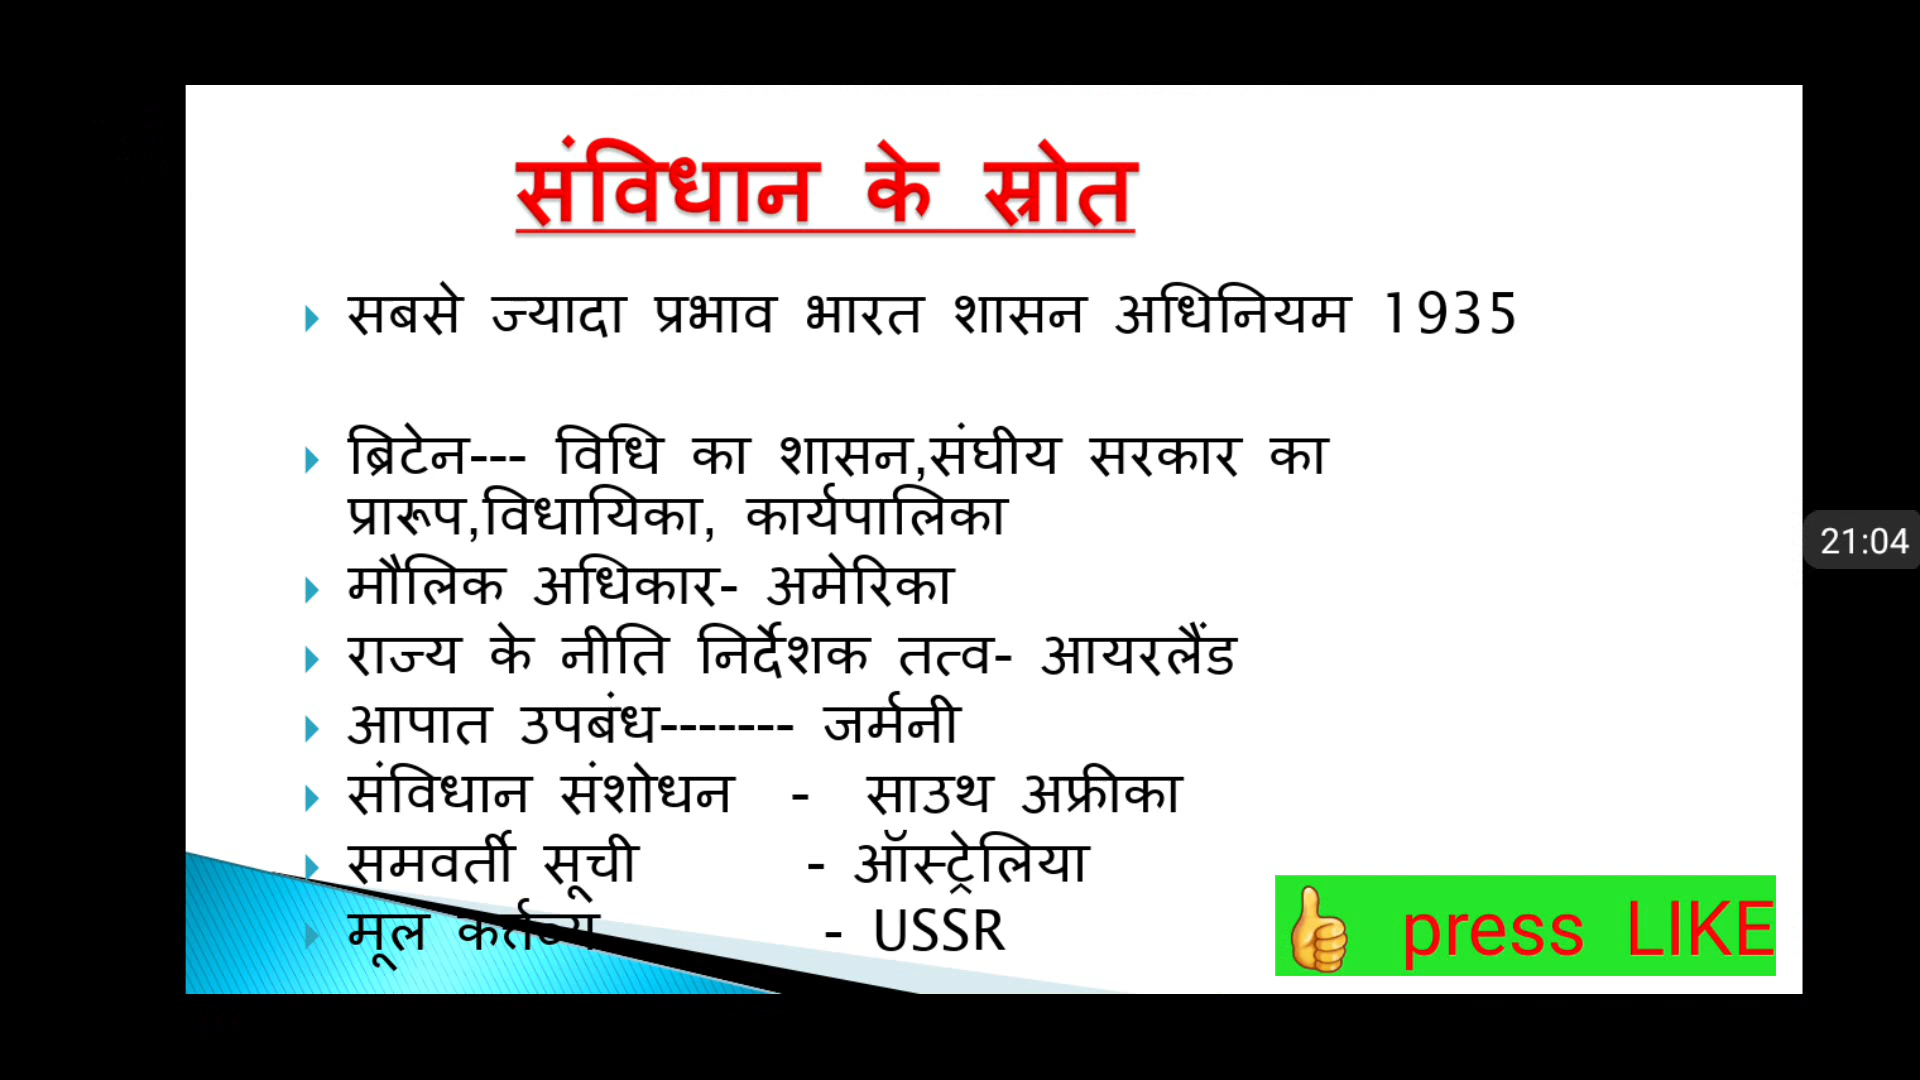 संविधान के स्रोत
सबसे ज्यादा प्रभाव भारत शासन अधिनियम 1935
ब्रिटेन--- विधि का शासन,संघीय सरकार का
प्रारूप,विधायिका, कार्यपालिका
मौलिक अधिकार- अमेरिका
राज्य के नीति निर्देशक तत्व- आयरलैंड
आपात उपबंध------- जर्मनी
संविधान संशोधन - साउथ अफ्रीका
समवर्ती सूची - ऑस्ट्रेलिया
मूल कर्तव्य - USSR
press LIKE
21:04